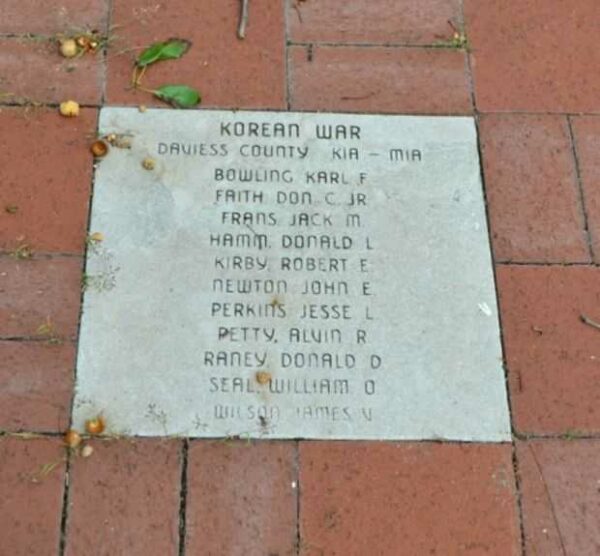 KOREAN WAR
DAVIESS COUNTY KIA - MIA
BOWLING KARL F
FAITH DON C JR
FRANS JACK M
HAMM, DONALD L
KIRBY, ROBERT E
NEWTON JOHN E
PERKINS JESSE L
PETTY, ALVIN R
RANEY, DONALD D
SEAL, WILLIAM O
WILSON JAMES V